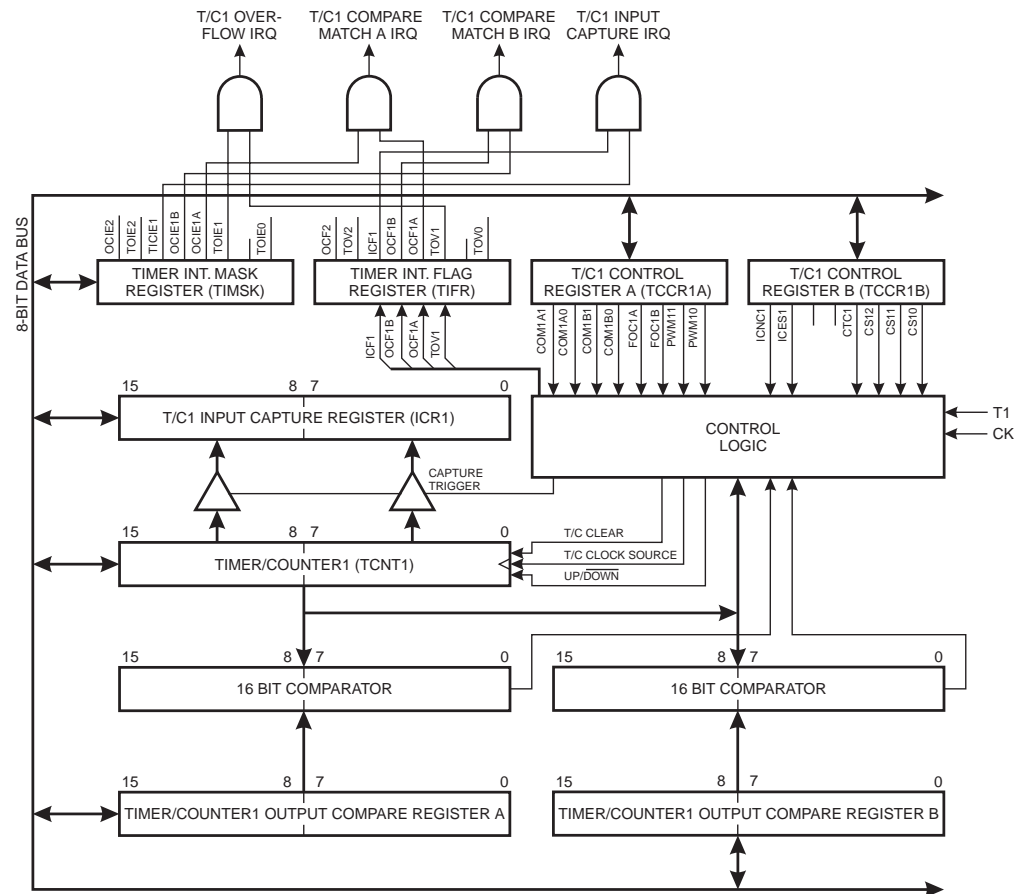 T/C1 OVER-
FLOW IRQ
T/C1 COMPARE
MATCH A IRQ
T/C1 COMPARE
MATCH B IRQ
T/C1 INPUT
CAPTURE IRQ
8-BIT DATA BUS
OCIE2
TOIE2
TICIE1
OCIE1B
OCIE1A
TOIE1
TOIE0
OCF2
TOV2
ICF1
OCF1B
OCF1A
TOV1
TOV0
TIMER INT. MASK
REGISTER (TIMSK)
TIMER INT. FLAG
REGISTER (TIFR)
T/C1 CONTROL
REGISTER A (TCCR1A)
T/C1 CONTROL
REGISTER B (TCCR1B)
ICF1
OCF1B
OCF1A
TOV1
COM1A1
COM1A0
COM1B1
COM1B0
FOC1A
FOC1B
PWM11
PWM10
ICNC1
ICES1
CTC1
CS12
CS11
CS10
15 8 7 0
T/C1 INPUT CAPTURE REGISTER (ICR1)
CONTROL
LOGIC
T1
CK
CAPTURE
TRIGGER
15 8 7 0
TIMER/COUNTER1 (TCNT1)
T/C CLEAR
T/C CLOCK SOURCE
UP/DOWN
15 8 7 0
16 BIT COMPARATOR
15 8 7 0
16 BIT COMPARATOR
15 8 7 0
TIMER/COUNTER1 OUTPUT COMPARE REGISTER A
15 8 7 0
TIMER/COUNTER1 OUTPUT COMPARE REGISTER B